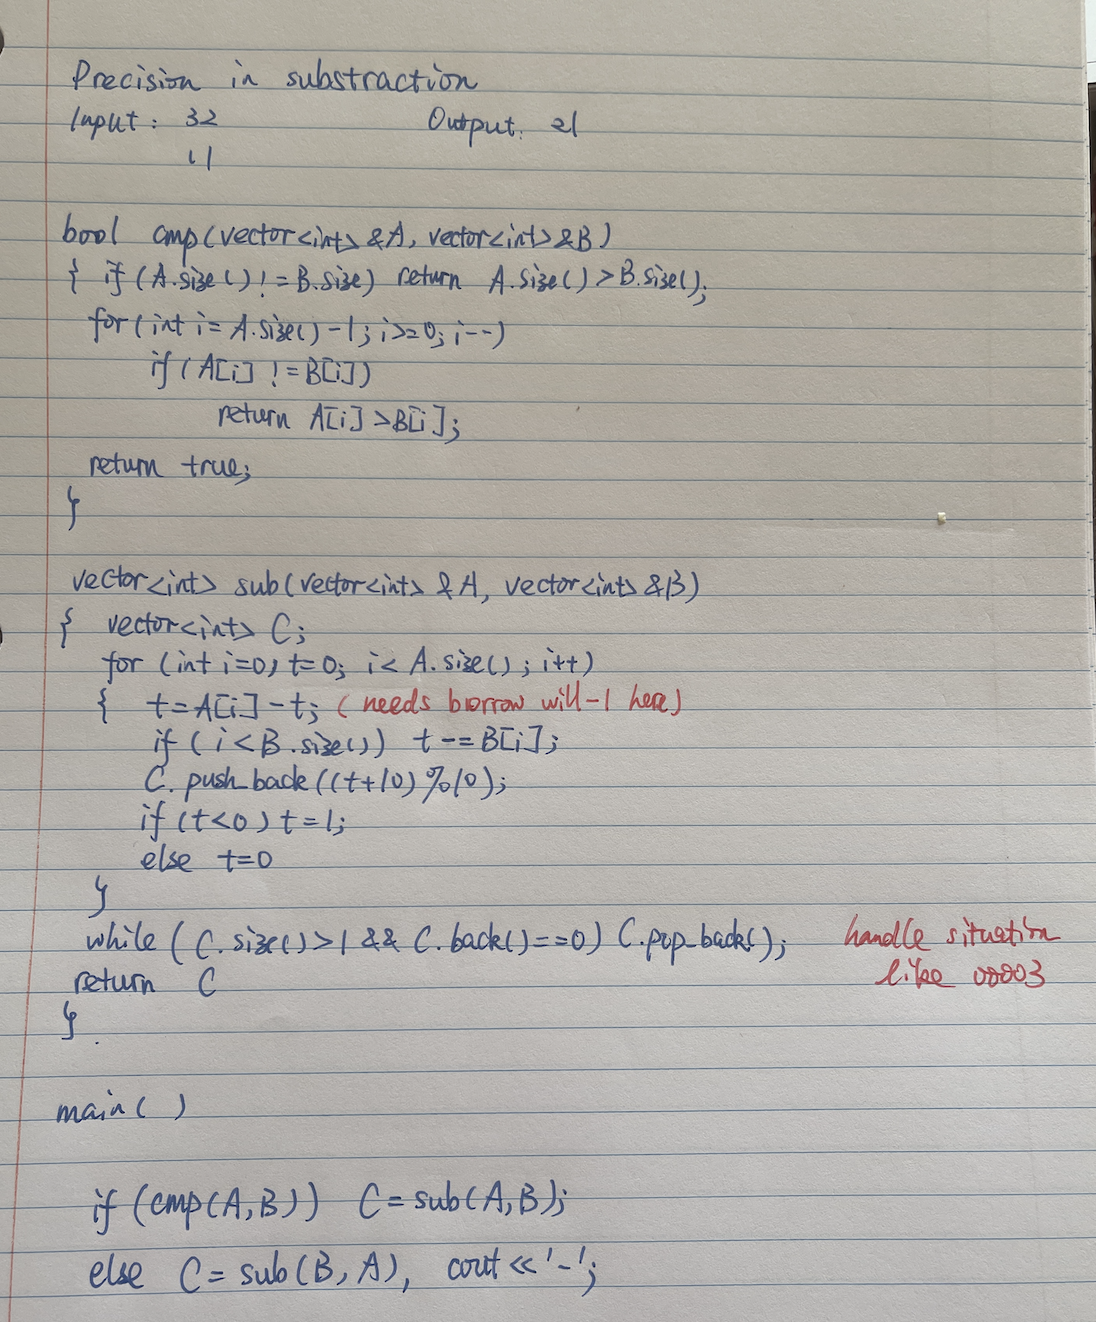 Precision in substraction
Input: 32 Output: 21
11
bool cmp(vector<int> &A, vector<int> &B)
{ if (A.size() != B.size) return A.size() > B.size();
for (int i = A.size() - 1; i >= 0; i--)
if (A[i] != B[i])
return A[i] > B[i];
return true;
}
vector<int> sub(vector<int> &A, vector<int> &B)
{ vector<int> C;
for (int i=0, t=0; i < A.size(); i++)
{ t = A[i] - t; (needs borrow will -1 here)
if (i < B.size()) t -= B[i];
C.push_back((t+10) % 10);
if (t<0) t = 1;
else t=0
}
while (C.size() > 1 && C.back() == 0) C.pop_back(); handle situation
like 00003
return C
}
main( )
if (cmp(A,B)) C = sub(A,B);
else C = sub(B, A), cout << '-';